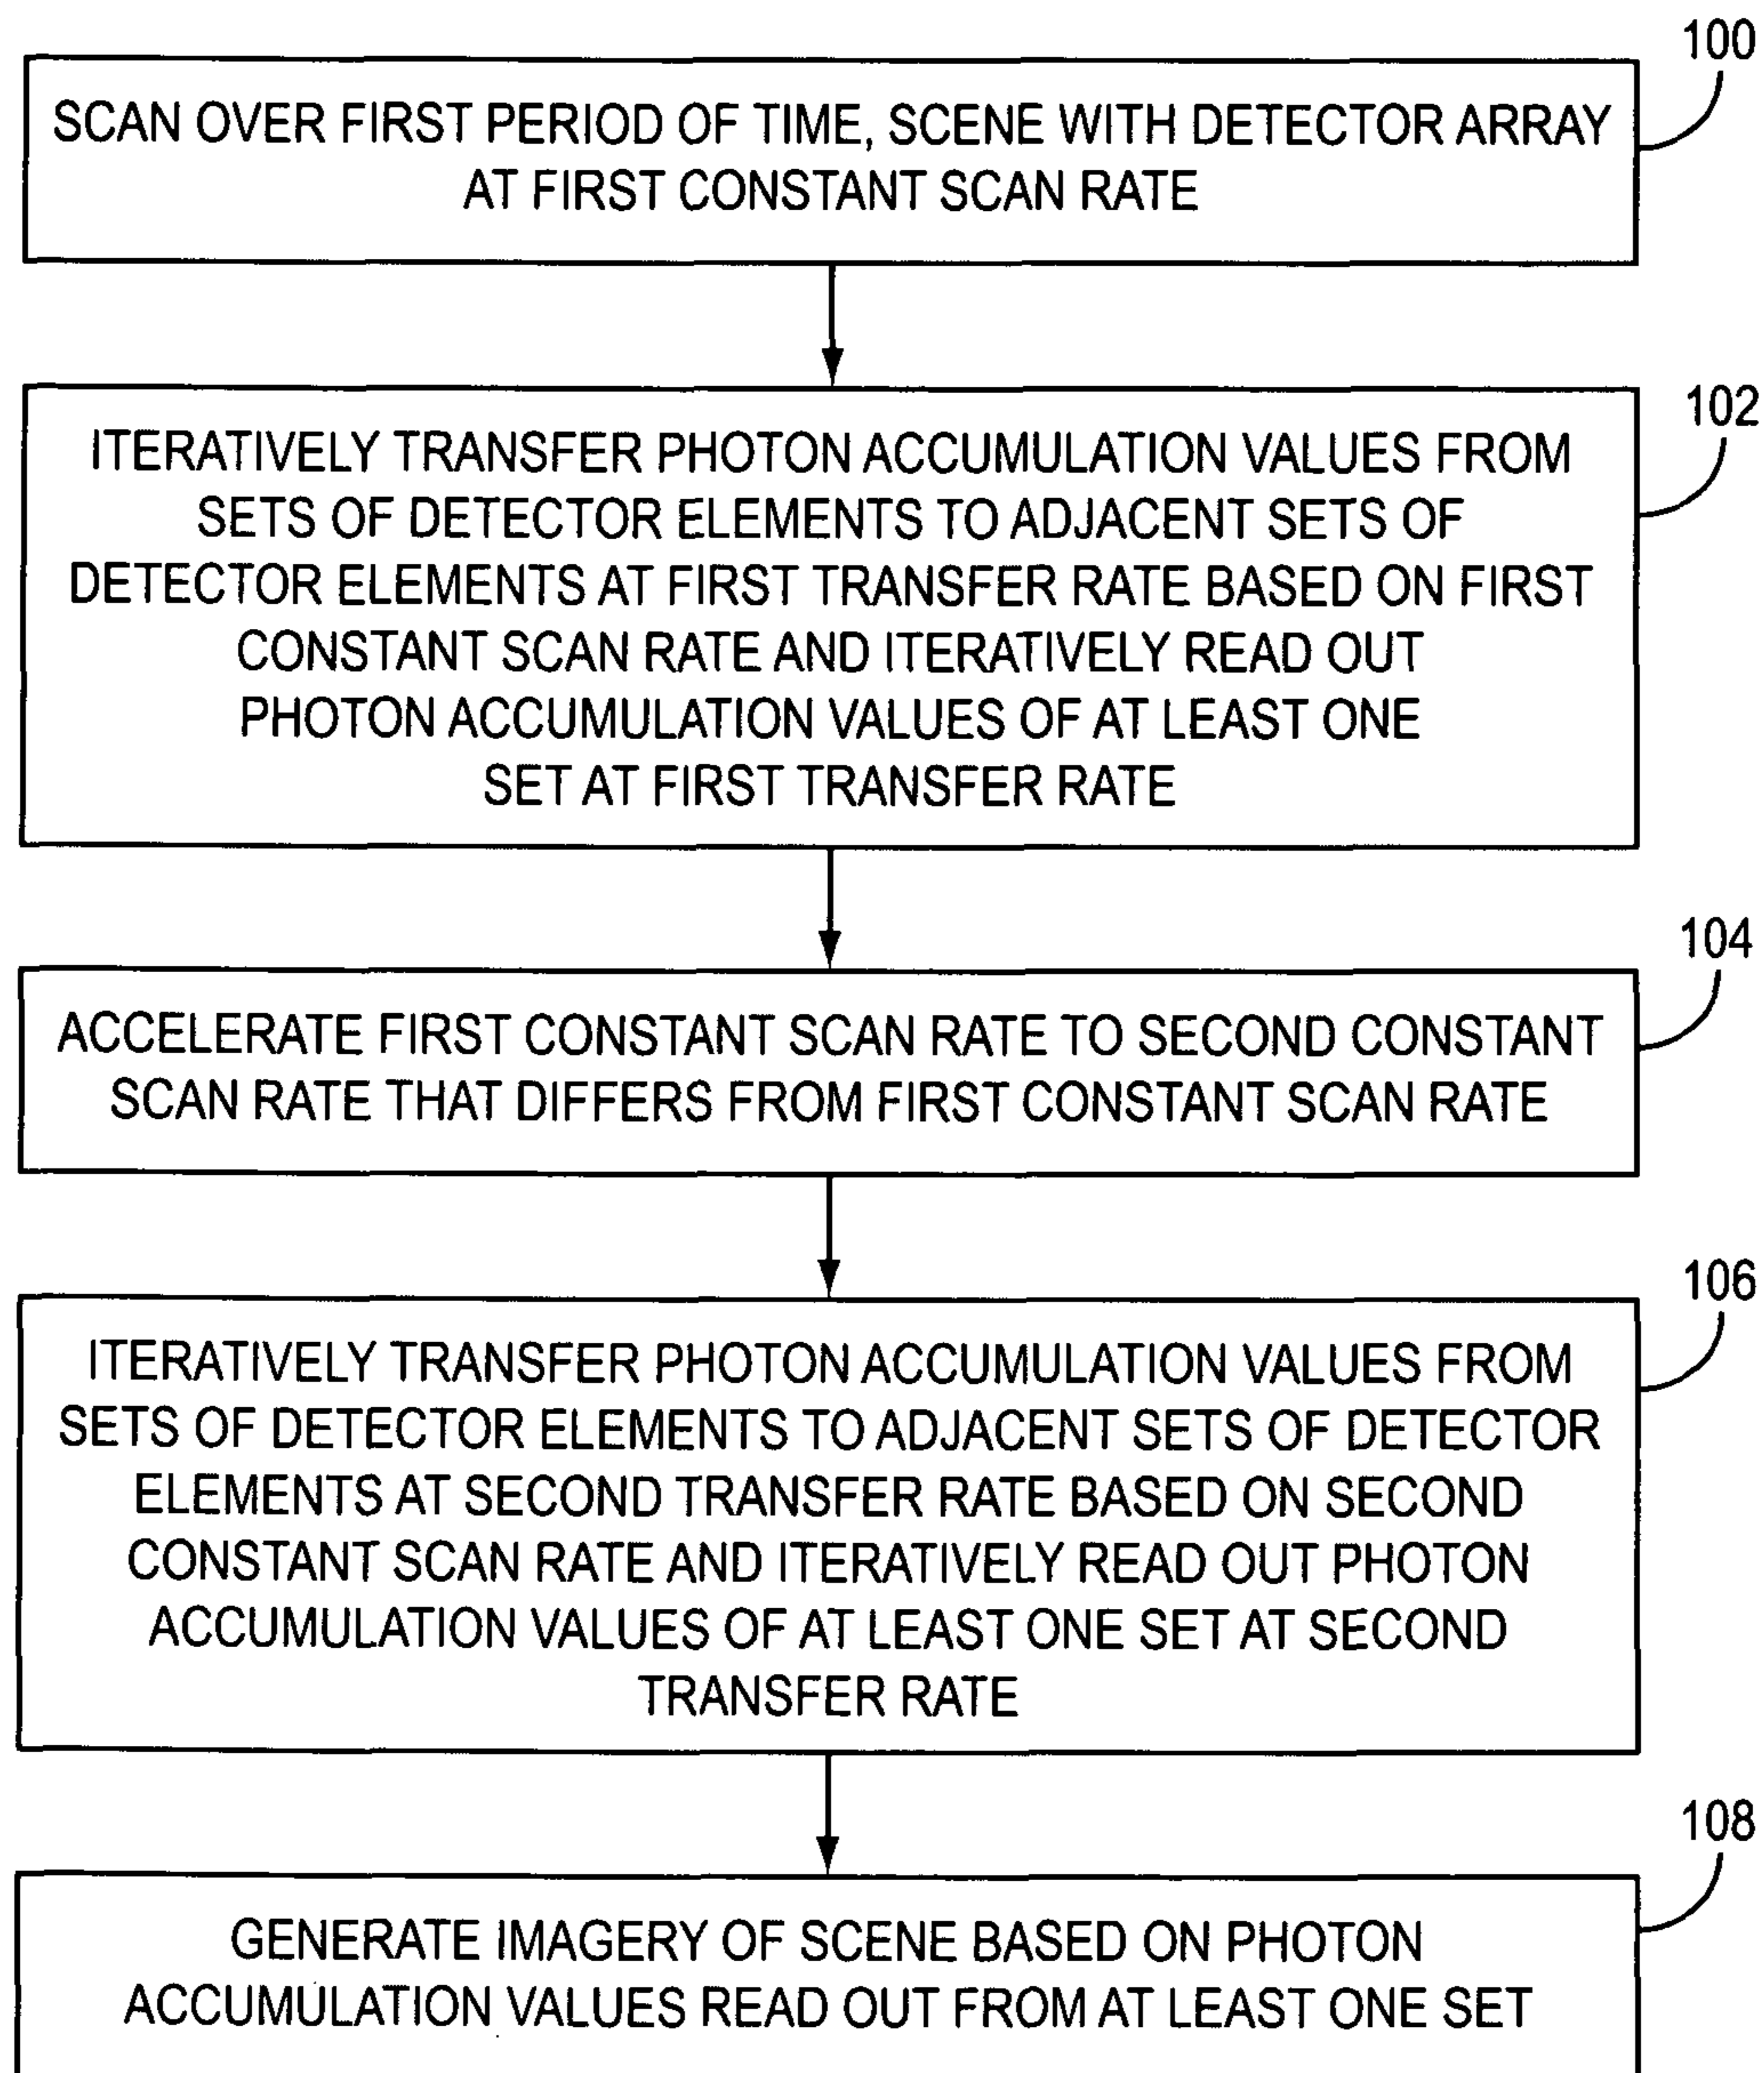 100
SCAN OVER FIRST PERIOD OF TIME, SCENE WITH DETECTOR ARRAY
AT FIRST CONSTANT SCAN RATE
102
ITERATIVELY TRANSFER PHOTON ACCUMULATION VALUES FROM
SETS OF DETECTOR ELEMENTS TO ADJACENT SETS OF
DETECTOR ELEMENTS AT FIRST TRANSFER RATE BASED ON FIRST
CONSTANT SCAN RATE AND ITERATIVELY READ OUT
PHOTON ACCUMULATION VALUES OF AT LEAST ONE
SET AT FIRST TRANSFER RATE
104
ACCELERATE FIRST CONSTANT SCAN RATE TO SECOND CONSTANT
SCAN RATE THAT DIFFERS FROM FIRST CONSTANT SCAN RATE
106
ITERATIVELY TRANSFER PHOTON ACCUMULATION VALUES FROM
SETS OF DETECTOR ELEMENTS TO ADJACENT SETS OF DETECTOR
ELEMENTS AT SECOND TRANSFER RATE BASED ON SECOND
CONSTANT SCAN RATE AND ITERATIVELY READ OUT PHOTON
ACCUMULATION VALUES OF AT LEAST ONE SET AT SECOND
TRANSFER RATE
108
GENERATE IMAGERY OF SCENE BASED ON PHOTON
ACCUMULATION VALUES READ OUT FROM AT LEAST ONE SET